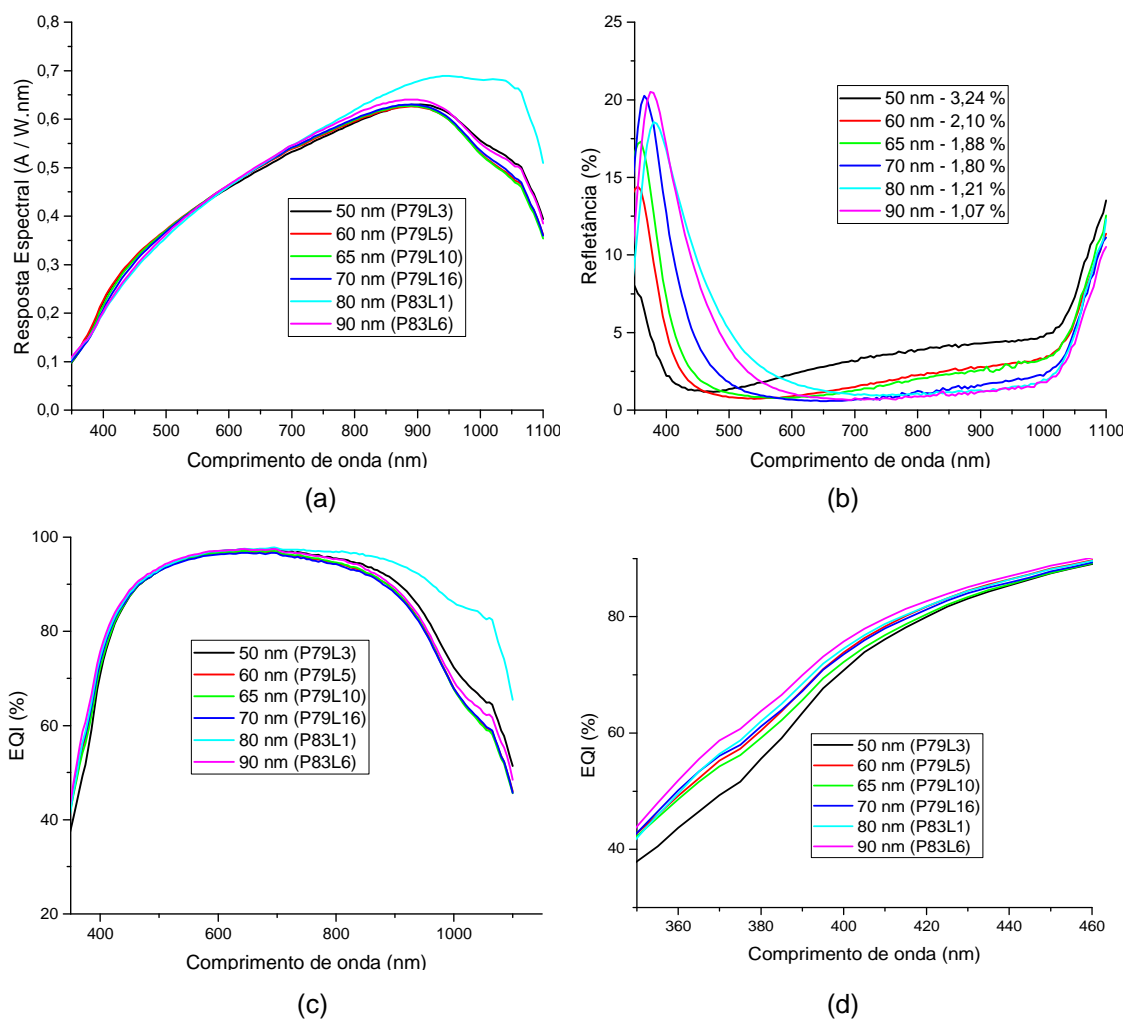 0,8
0,7
0,6
0,5
0,4
0,3
0,2
0,1
0,0
Resposta Espectral (A / W.nm)
50 nm (P79L3)
60 nm (P79L5)
65 nm (P79L10)
70 nm (P79L16)
80 nm (P83L1)
90 nm (P83L6)
400 500 600 700 800 900 1000 1100
Comprimento de onda (nm)
(a)
25
20
15
10
5
0
Refletância (%)
50 nm - 3,24 %
60 nm - 2,10 %
65 nm - 1,88 %
70 nm - 1,80 %
80 nm - 1,21 %
90 nm - 1,07 %
400 500 600 700 800 900 1000 1100
Comprimento de onda (nm)
(b)
100
80
60
40
20
EQI (%)
50 nm (P79L3)
60 nm (P79L5)
65 nm (P79L10)
70 nm (P79L16)
80 nm (P83L1)
90 nm (P83L6)
400 600 800 1000
Comprimento de onda (nm)
(c)
80
60
40
EQI (%)
50 nm (P79L3)
60 nm (P79L5)
65 nm (P79L10)
70 nm (P79L16)
80 nm (P83L1)
90 nm (P83L6)
360 380 400 420 440 460
Comprimento de onda (nm)
(d)